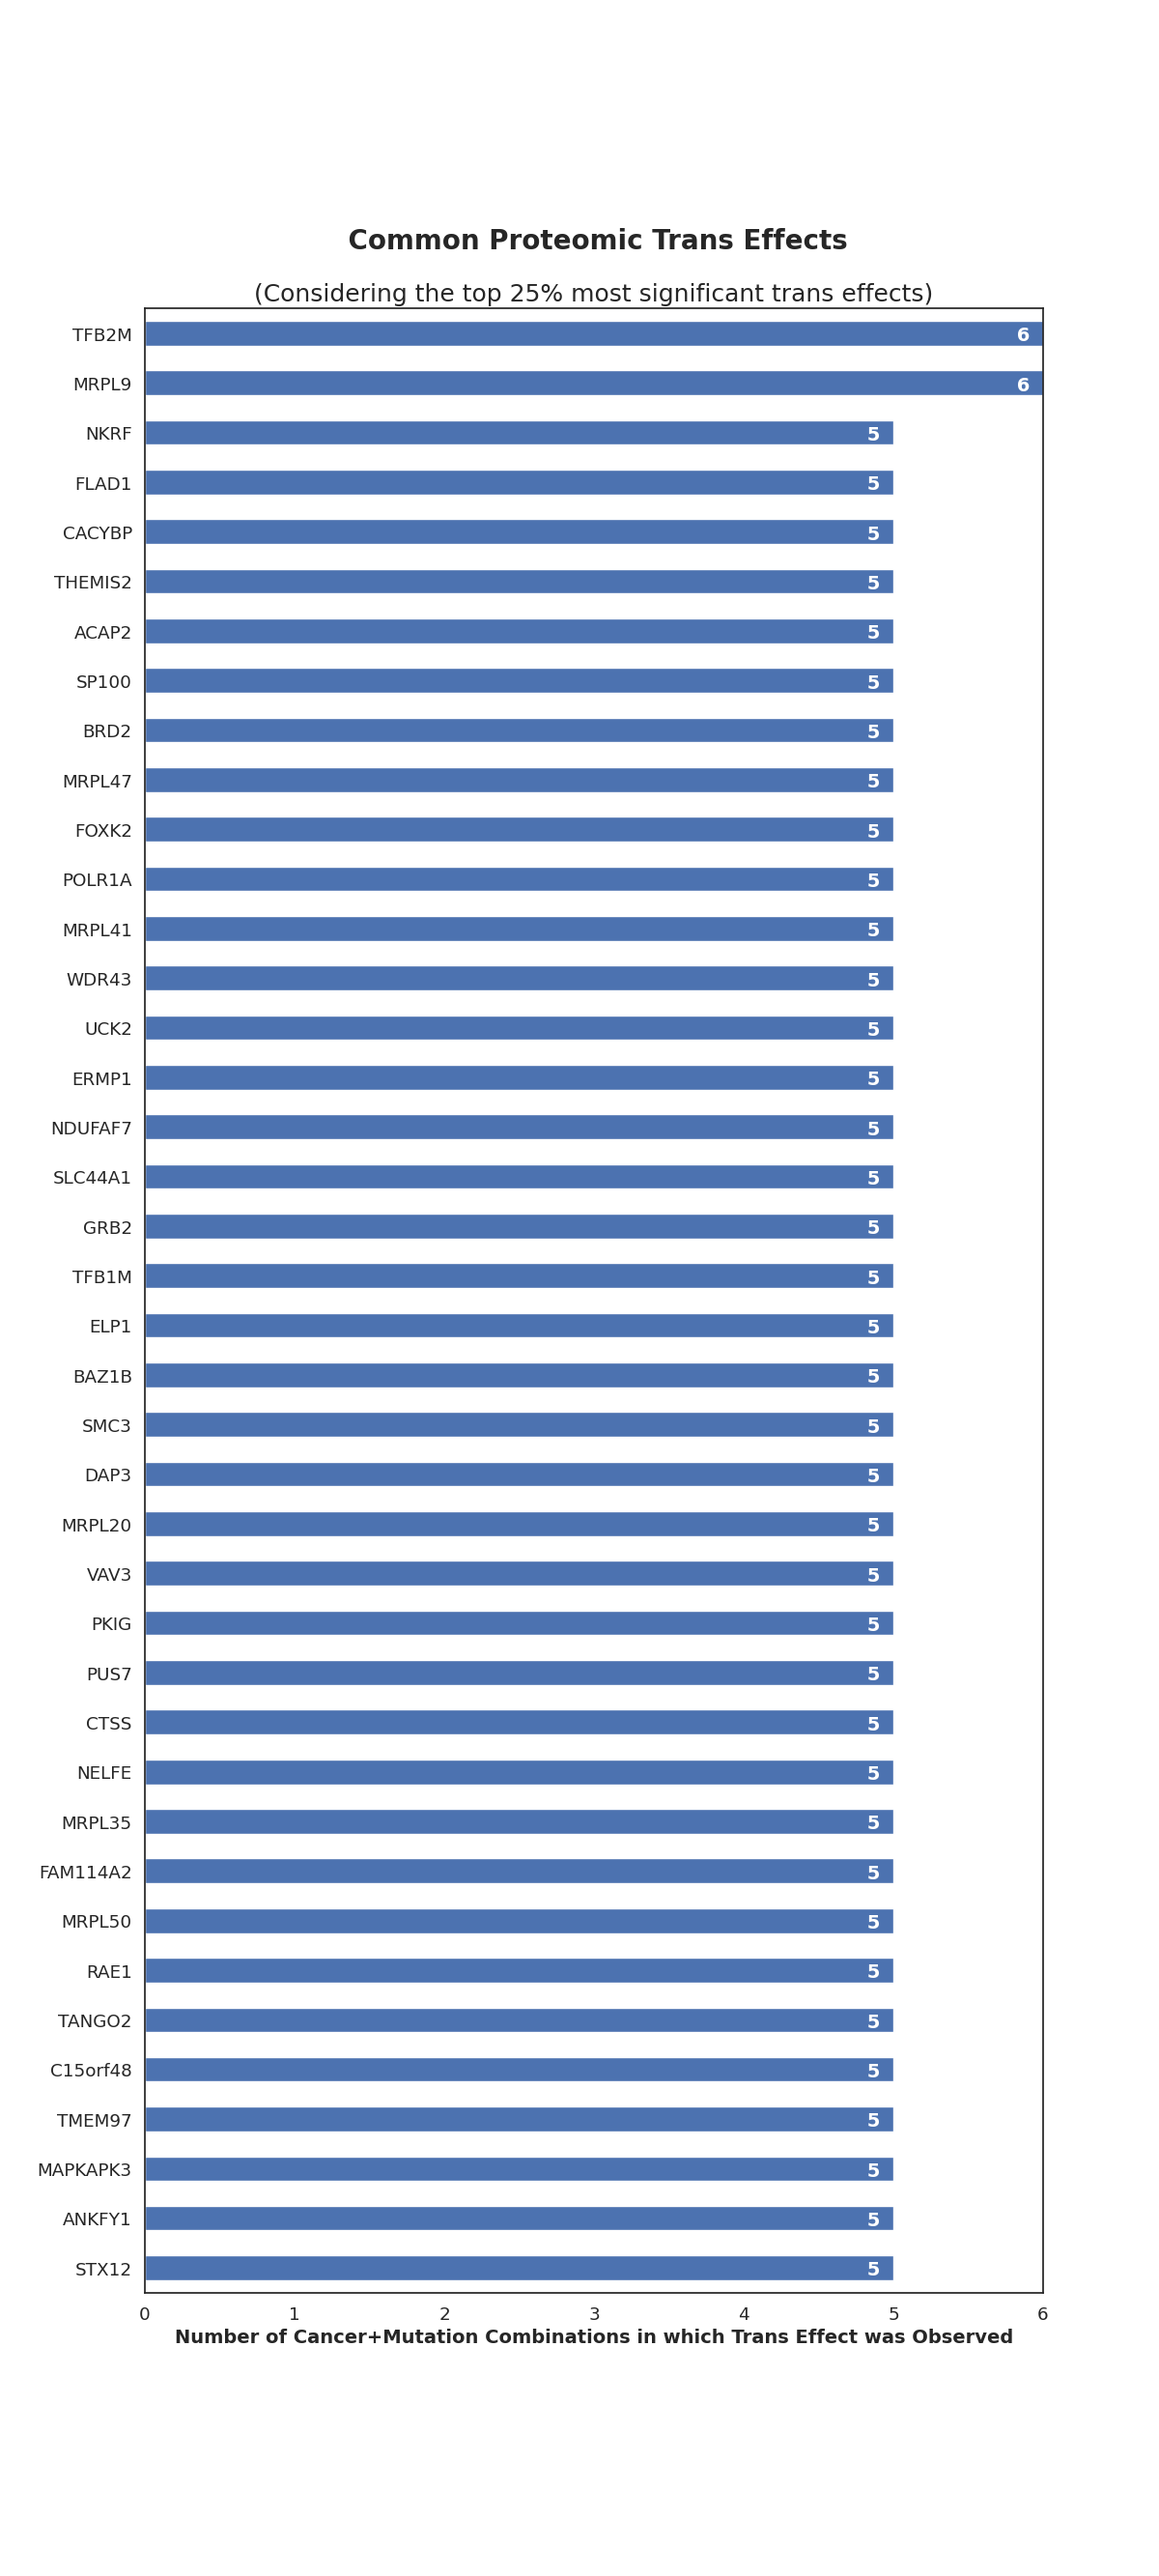 Common Proteomic Trans Effects
(Considering the top 25% most significant trans effects)
TFB2M 6
MRPL9 6
NKRF 5
FLAD1 5
CACYBP 5
THEMIS2 5
ACAP2 5
SP100 5
BRD2 5
MRPL47 5
FOXK2 5
POLR1A 5
MRPL41 5
WDR43 5
UCK2 5
ERMP1 5
NDUFAF7 5
SLC44A1 5
GRB2 5
TFB1M 5
ELP1 5
BAZ1B 5
SMC3 5
DAP3 5
MRPL20 5
VAV3 5
PKIG 5
PUS7 5
CTSS 5
NELFE 5
MRPL35 5
FAM114A2 5
MRPL50 5
RAE1 5
TANGO2 5
C15orf48 5
TMEM97 5
MAPKAPK3 5
ANKFY1 5
STX12 5
0 1 2 3 4 5 6
Number of Cancer+Mutation Combinations in which Trans Effect was Observed